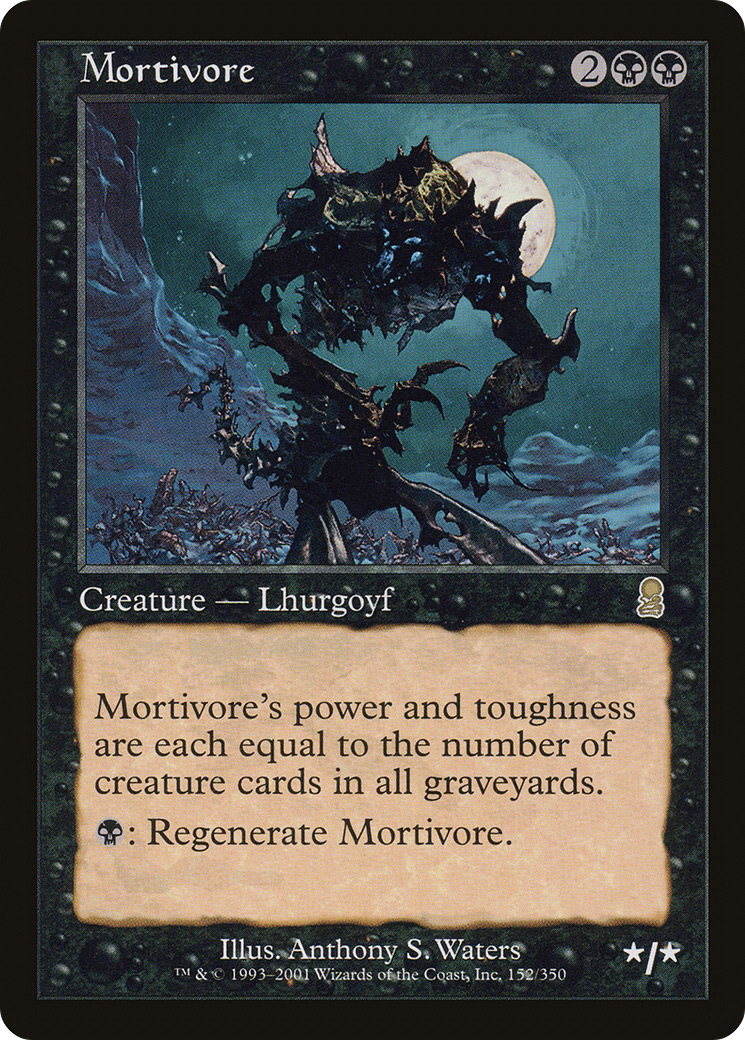 Mortivore 2
Creature — Lhurgoyf
Mortivore's power and toughness
are each equal to the number of
creature cards in all graveyards.
: Regenerate Mortivore.
Illus. Anthony S. Waters
™ & © 1993–2001 Wizards of the Coast, Inc. 152/350
★/★